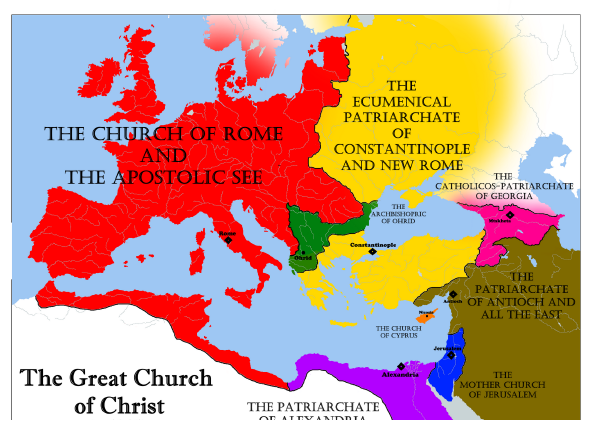 THE CHURCH OF ROME
AND
THE APOSTOLIC SEE
THE
ECUMENICAL
PATRIARCHATE
OF
CONSTANTINOPLE
AND NEW ROME
THE
CATHOLICOS-PATRIARCHATE
OF GEORGIA
THE
ARCHBISHOPRIC
OF OHRID
Rome
Ohrid
Constantinople
Antioch
THE PATRIARCHATE
OF ANTIOCH AND
ALL THE EAST
THE CHURCH
OF CYPRUS
Jerusalem
Alexandria
THE
MOTHER CHURCH
OF JERUSALEM
The Great Church
of Christ
THE PATRIARCHATE
OF ALEXANDRIA